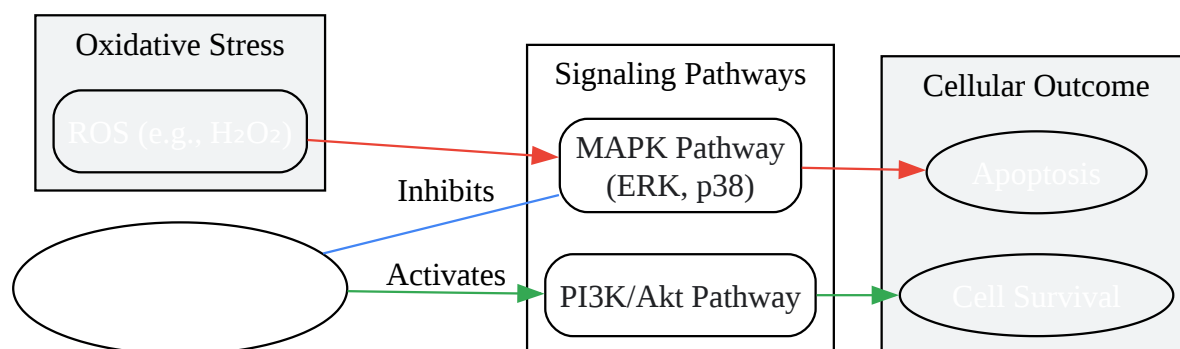 Oxidative Stress
ROS (e.g., H₂O₂)
Inhibits
Activates
Signaling Pathways
MAPK Pathway
(ERK, p38)
PI3K/Akt Pathway
Cellular Outcome
Apoptosis
Cell Survival